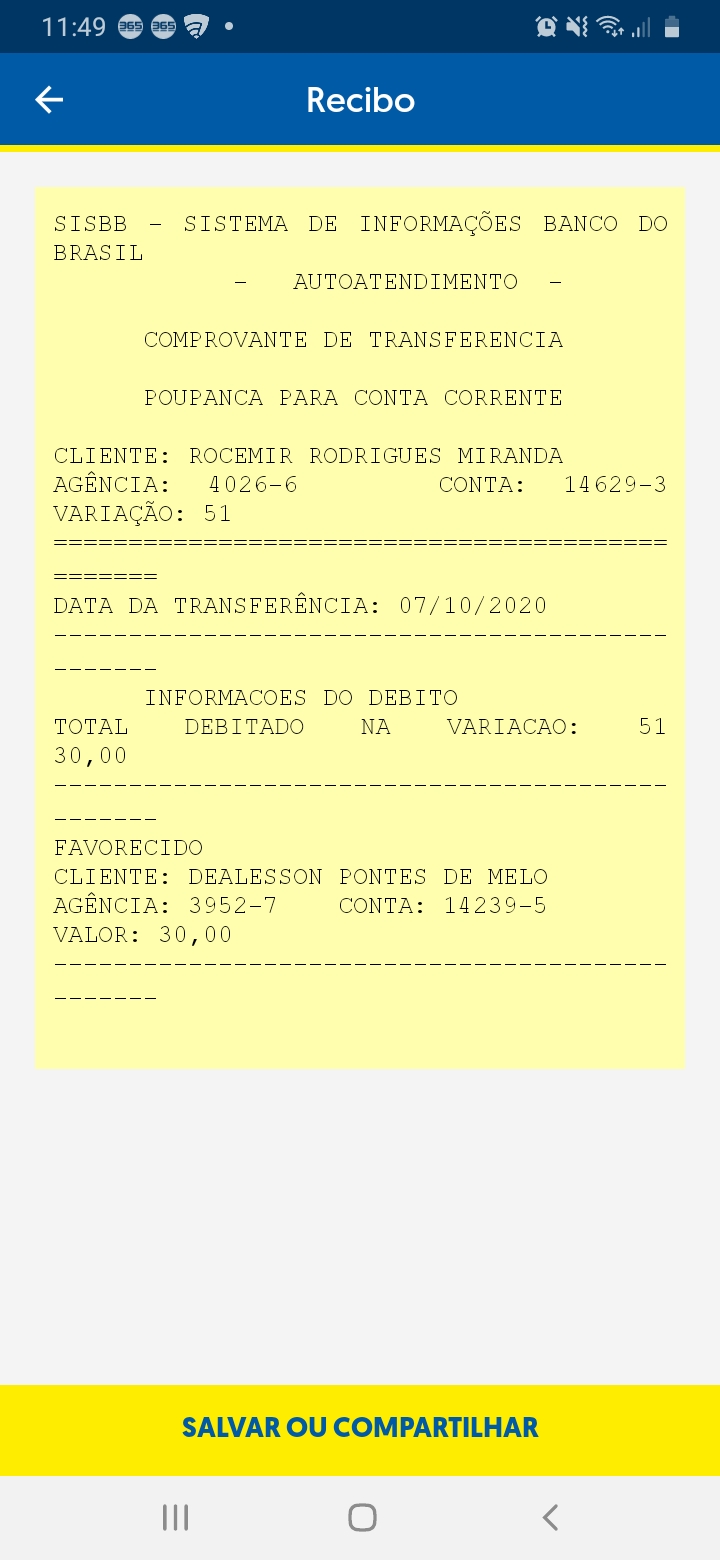 11:49
365 365
Recibo
SISBB - SISTEMA DE INFORMAÇÕES BANCO DO
BRASIL
- AUTOATENDIMENTO -
COMPROVANTE DE TRANSFERENCIA
POUPANCA PARA CONTA CORRENTE
CLIENTE: ROCEMIR RODRIGUES MIRANDA
AGÊNCIA: 4026-6 CONTA: 14629-3
VARIAÇÃO: 51
=========================================
=======
DATA DA TRANSFERÊNCIA: 07/10/2020
-----------------------------------------
-------
INFORMACOES DO DEBITO
TOTAL DEBITADO NA VARIACAO: 51
30,00
-----------------------------------------
-------
FAVORECIDO
CLIENTE: DEALESSON PONTES DE MELO
AGÊNCIA: 3952-7 CONTA: 14239-5
VALOR: 30,00
-----------------------------------------
-------
SALVAR OU COMPARTILHAR